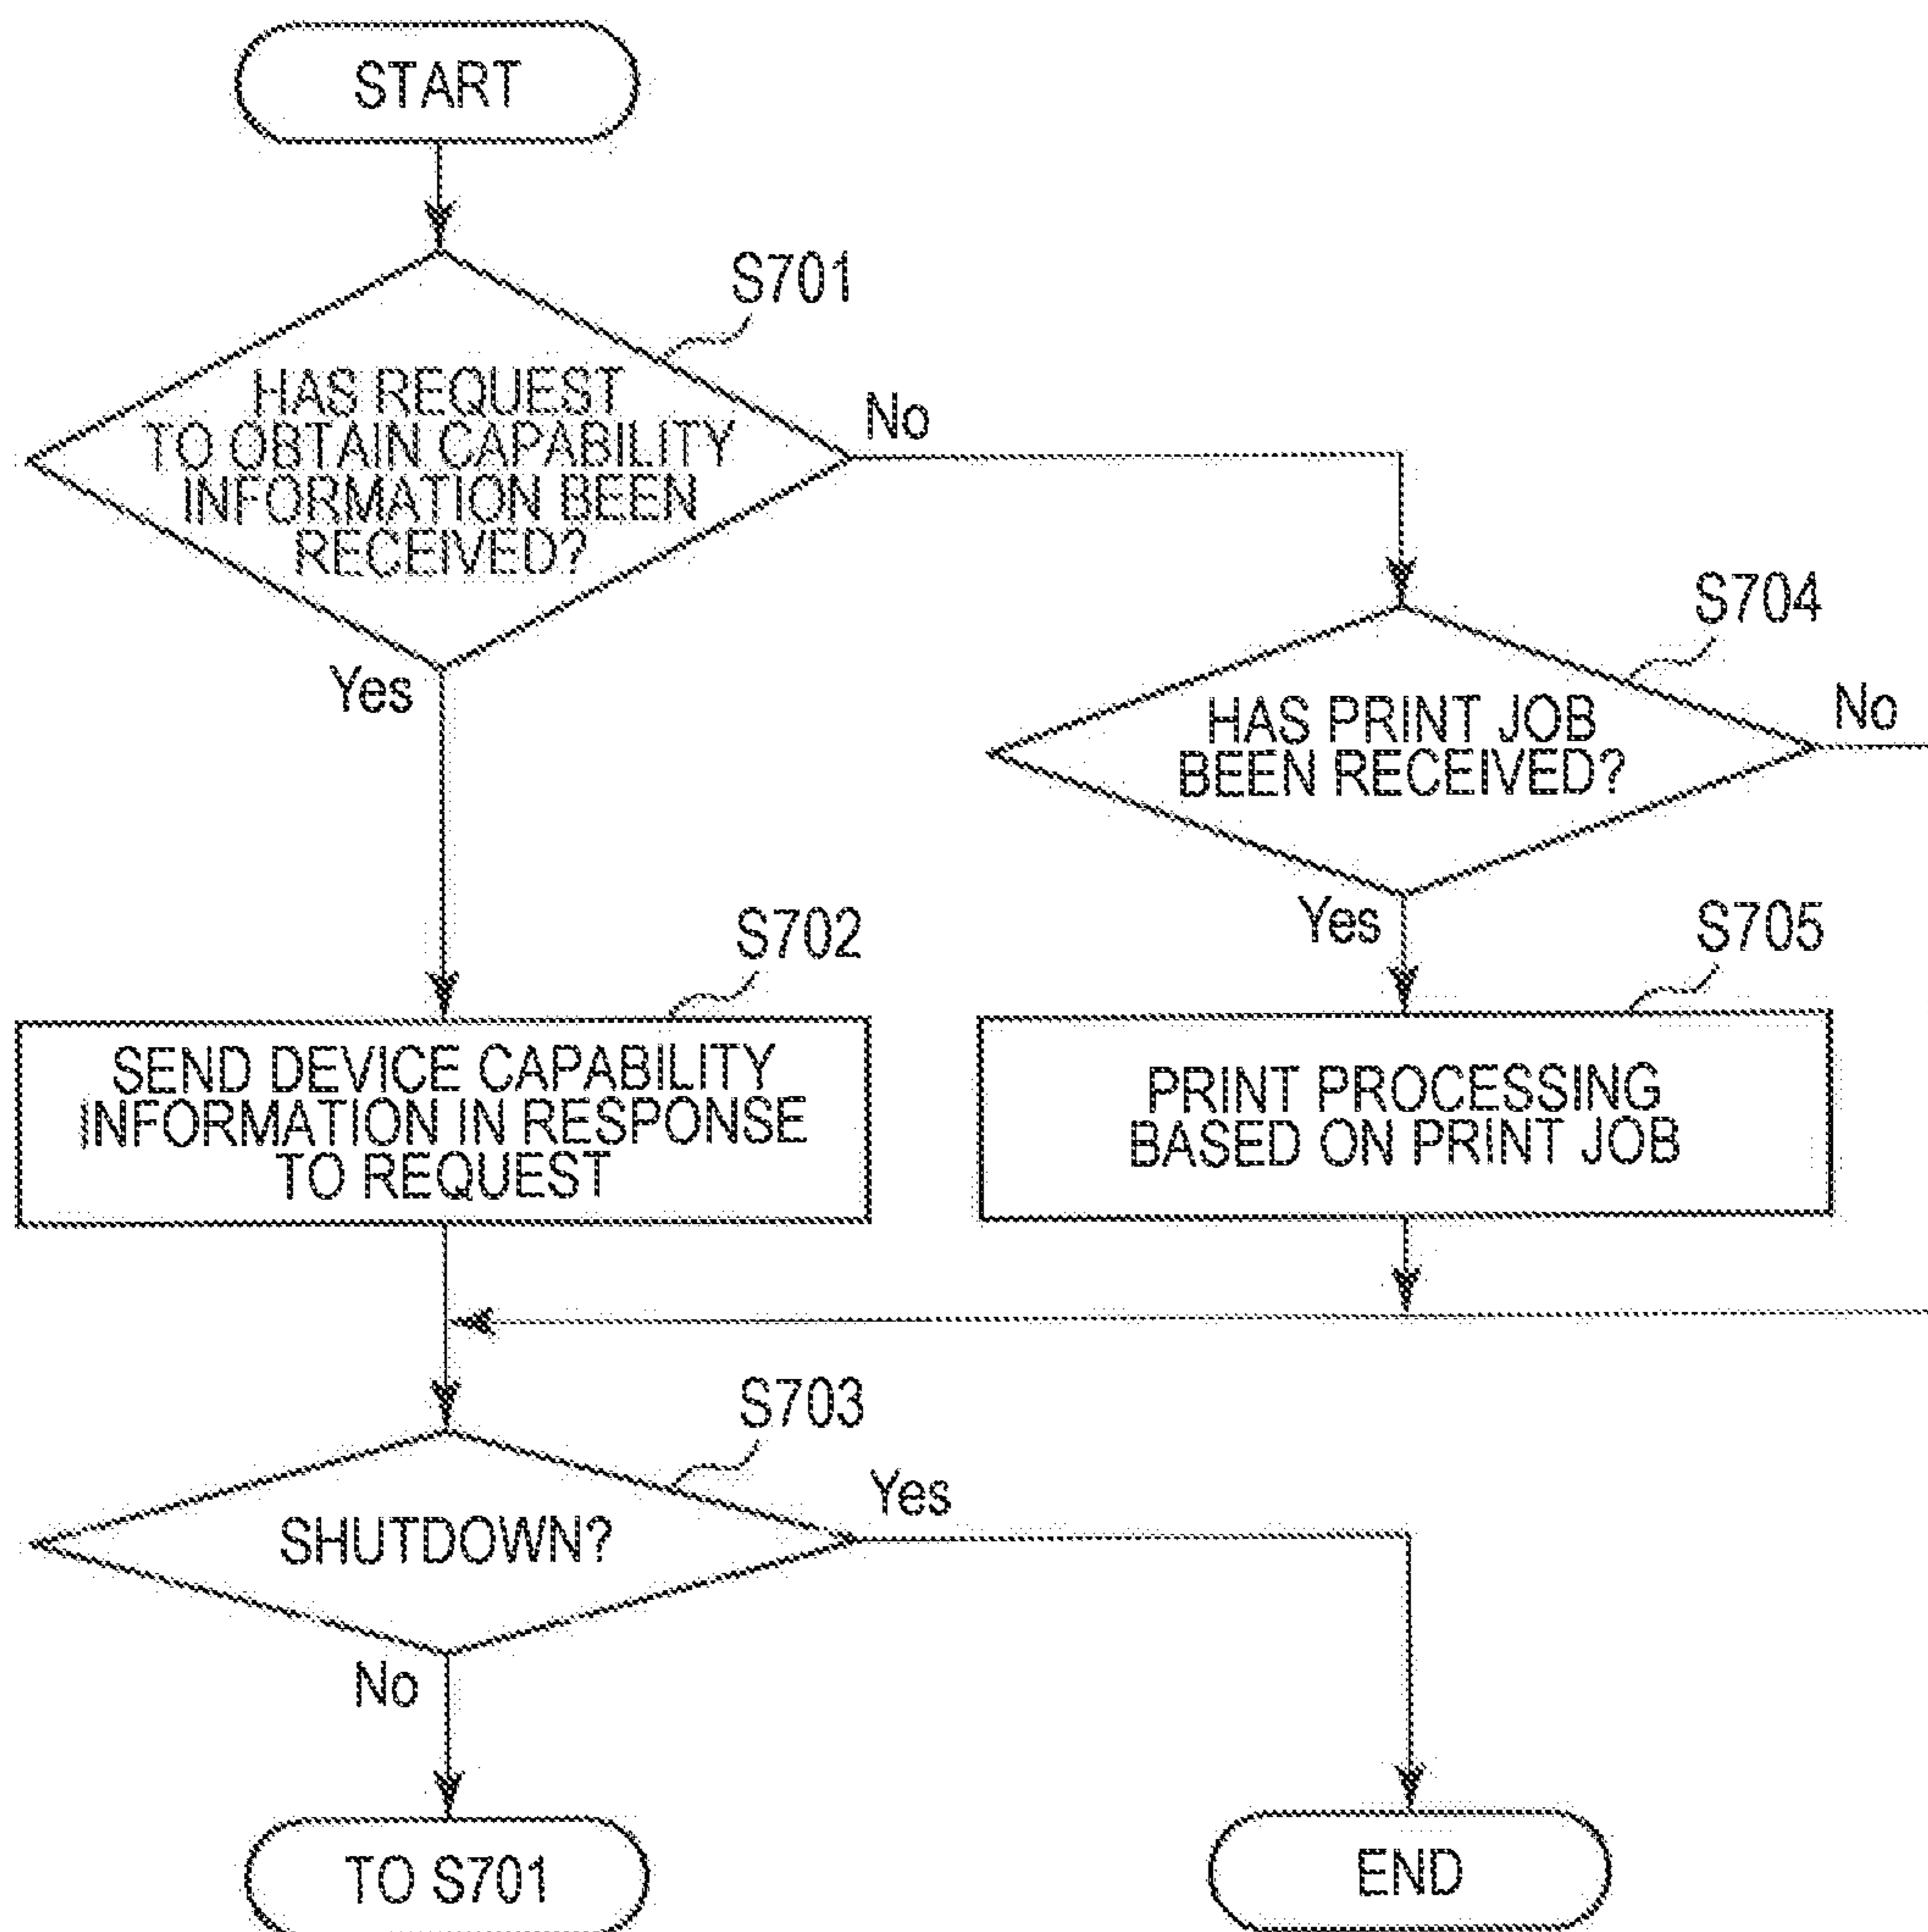 START
S701
HAS REQUEST
TO OBTAIN CAPABILITY
INFORMATION BEEN
RECEIVED?
No
Yes
S704
HAS PRINT JOB
BEEN RECEIVED?
No
Yes
S702
SEND DEVICE CAPABILITY
INFORMATION IN RESPONSE
TO REQUEST
S705
PRINT PROCESSING
BASED ON PRINT JOB
S703
SHUTDOWN?
Yes
No
TO S701
END